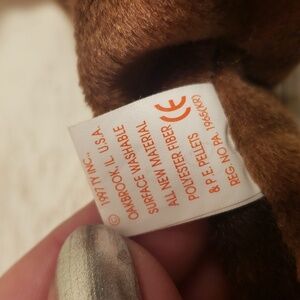 © 1997 TY INC.,
OAKBROOK, IL. U.S.A.
SURFACE WASHABLE
ALL NEW MATERIAL
POLYESTER FIBER
& P.E. PELLETS CE
REG. NO PA. 1965(KR)